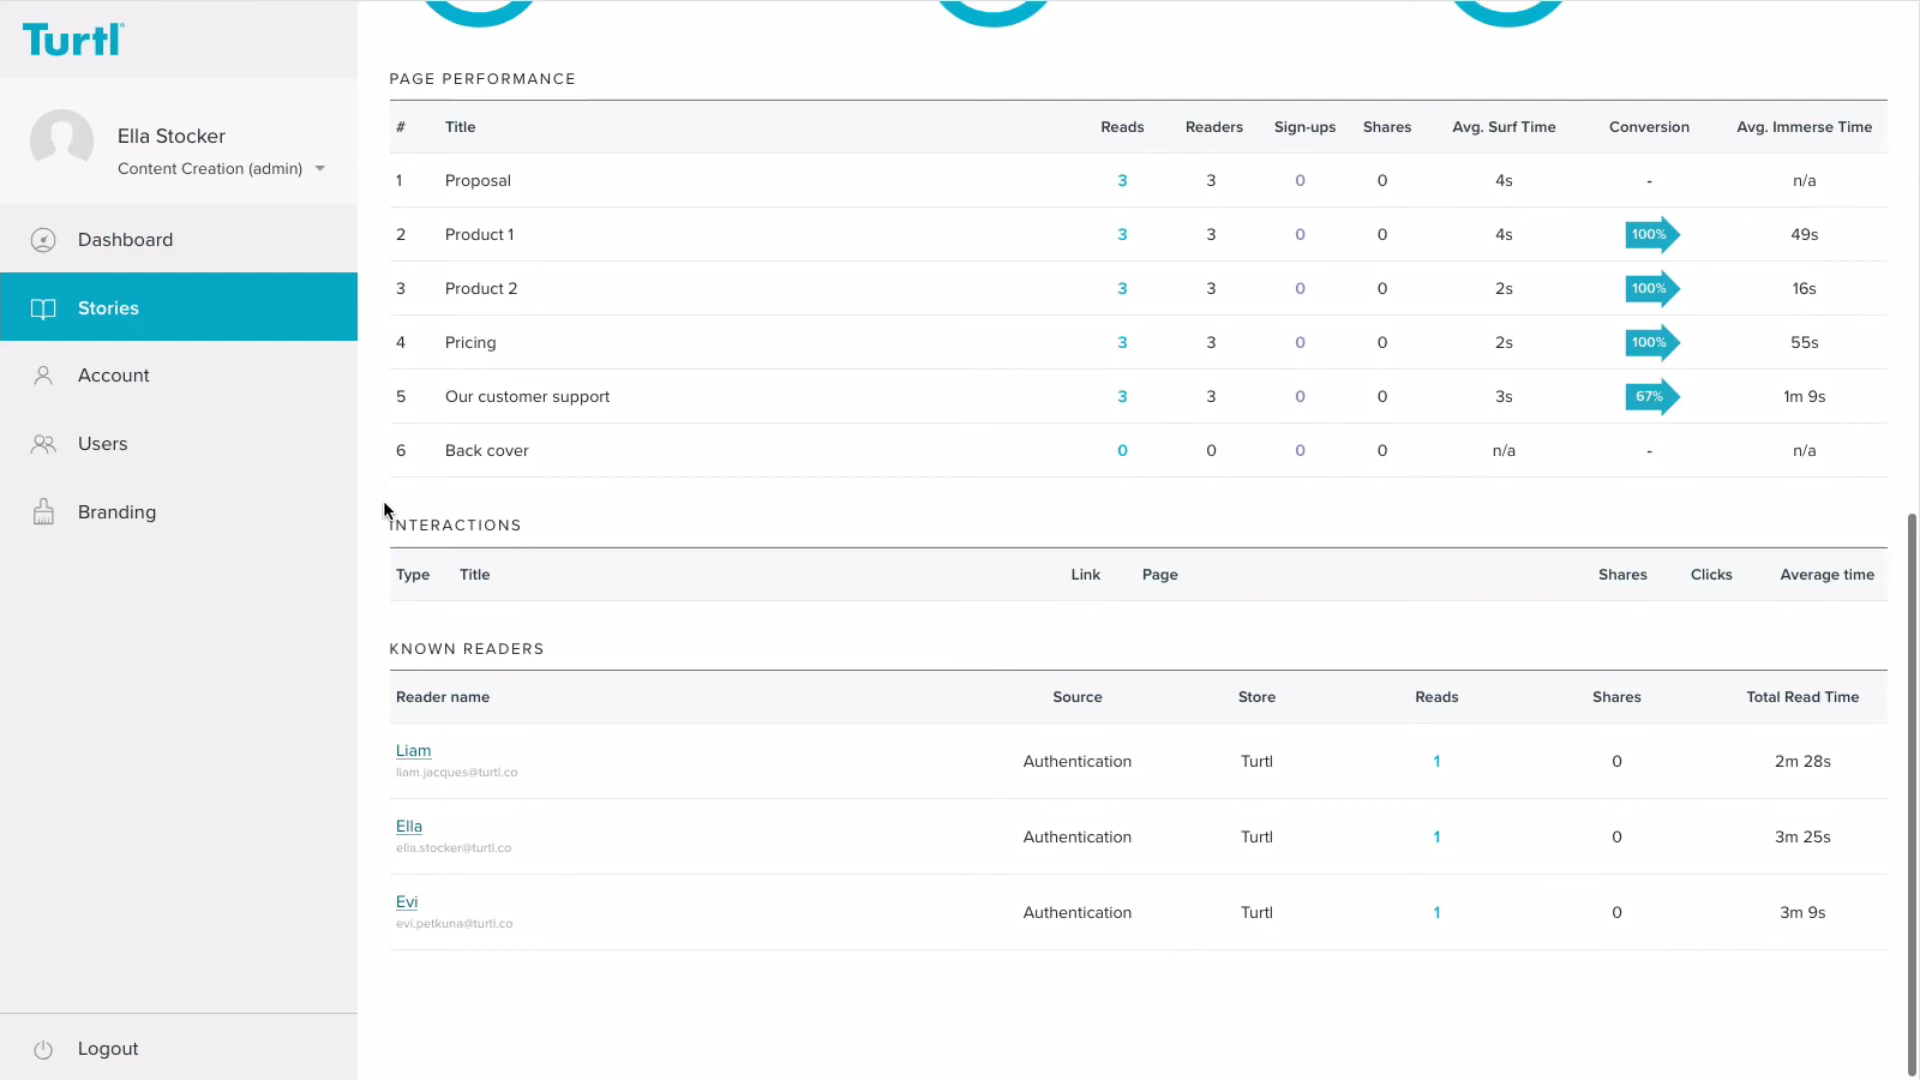 Turtl
Ella Stocker
Content Creation (admin)
Dashboard
Stories
Account
Users
Branding
Logout
PAGE PERFORMANCE
# Title Reads Readers Sign-ups Shares Avg. Surf Time Conversion Avg. Immerse Time
1 Proposal 3 3 0 0 4s - n/a
2 Product 1 3 3 0 0 4s 100% 49s
3 Product 2 3 3 0 0 2s 100% 16s
4 Pricing 3 3 0 0 2s 100% 55s
5 Our customer support 3 3 0 0 3s 67% 1m 9s
6 Back cover 0 0 0 0 n/a - n/a
INTERACTIONS
Type Title Link Page Shares Clicks Average time
KNOWN READERS
Reader name Source Store Reads Shares Total Read Time
Liam Authentication Turtl 1 0 2m 28s
liam.jacques@turtl.co
Ella Authentication Turtl 1 0 3m 25s
ella.stocker@turtl.co
Evi Authentication Turtl 1 0 3m 9s
evi.petkuna@turtl.co